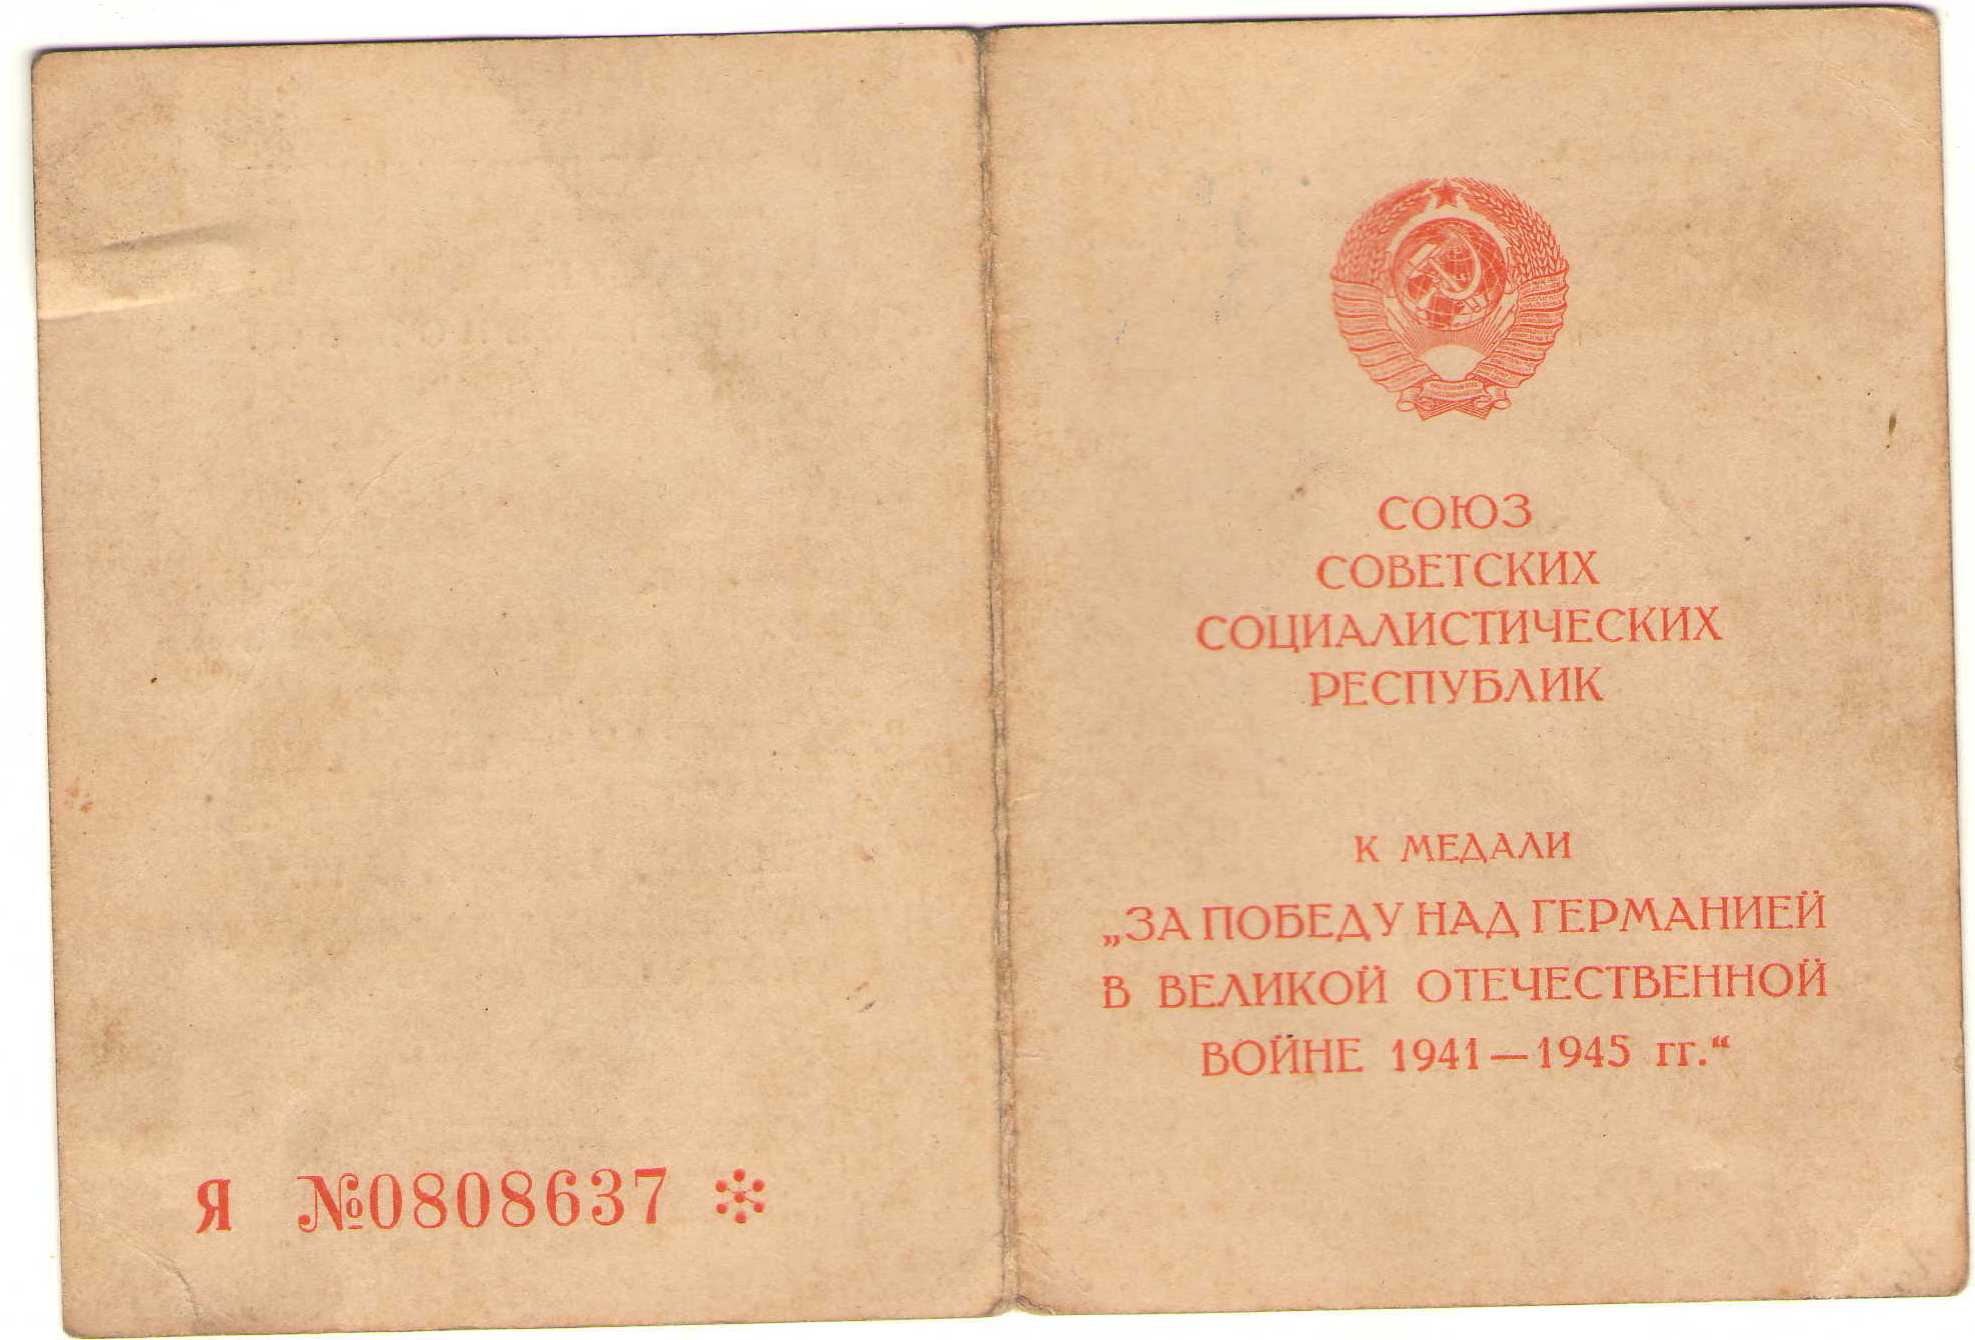 Я №0808637
СОЮЗ
СОВЕТСКИХ
СОЦИАЛИСТИЧЕСКИХ
РЕСПУБЛИК
К МЕДАЛИ
„ЗА ПОБЕДУ НАД ГЕРМАНИЕЙ
В ВЕЛИКОЙ ОТЕЧЕСТВЕННОЙ
ВОЙНЕ 1941—1945 гг.“